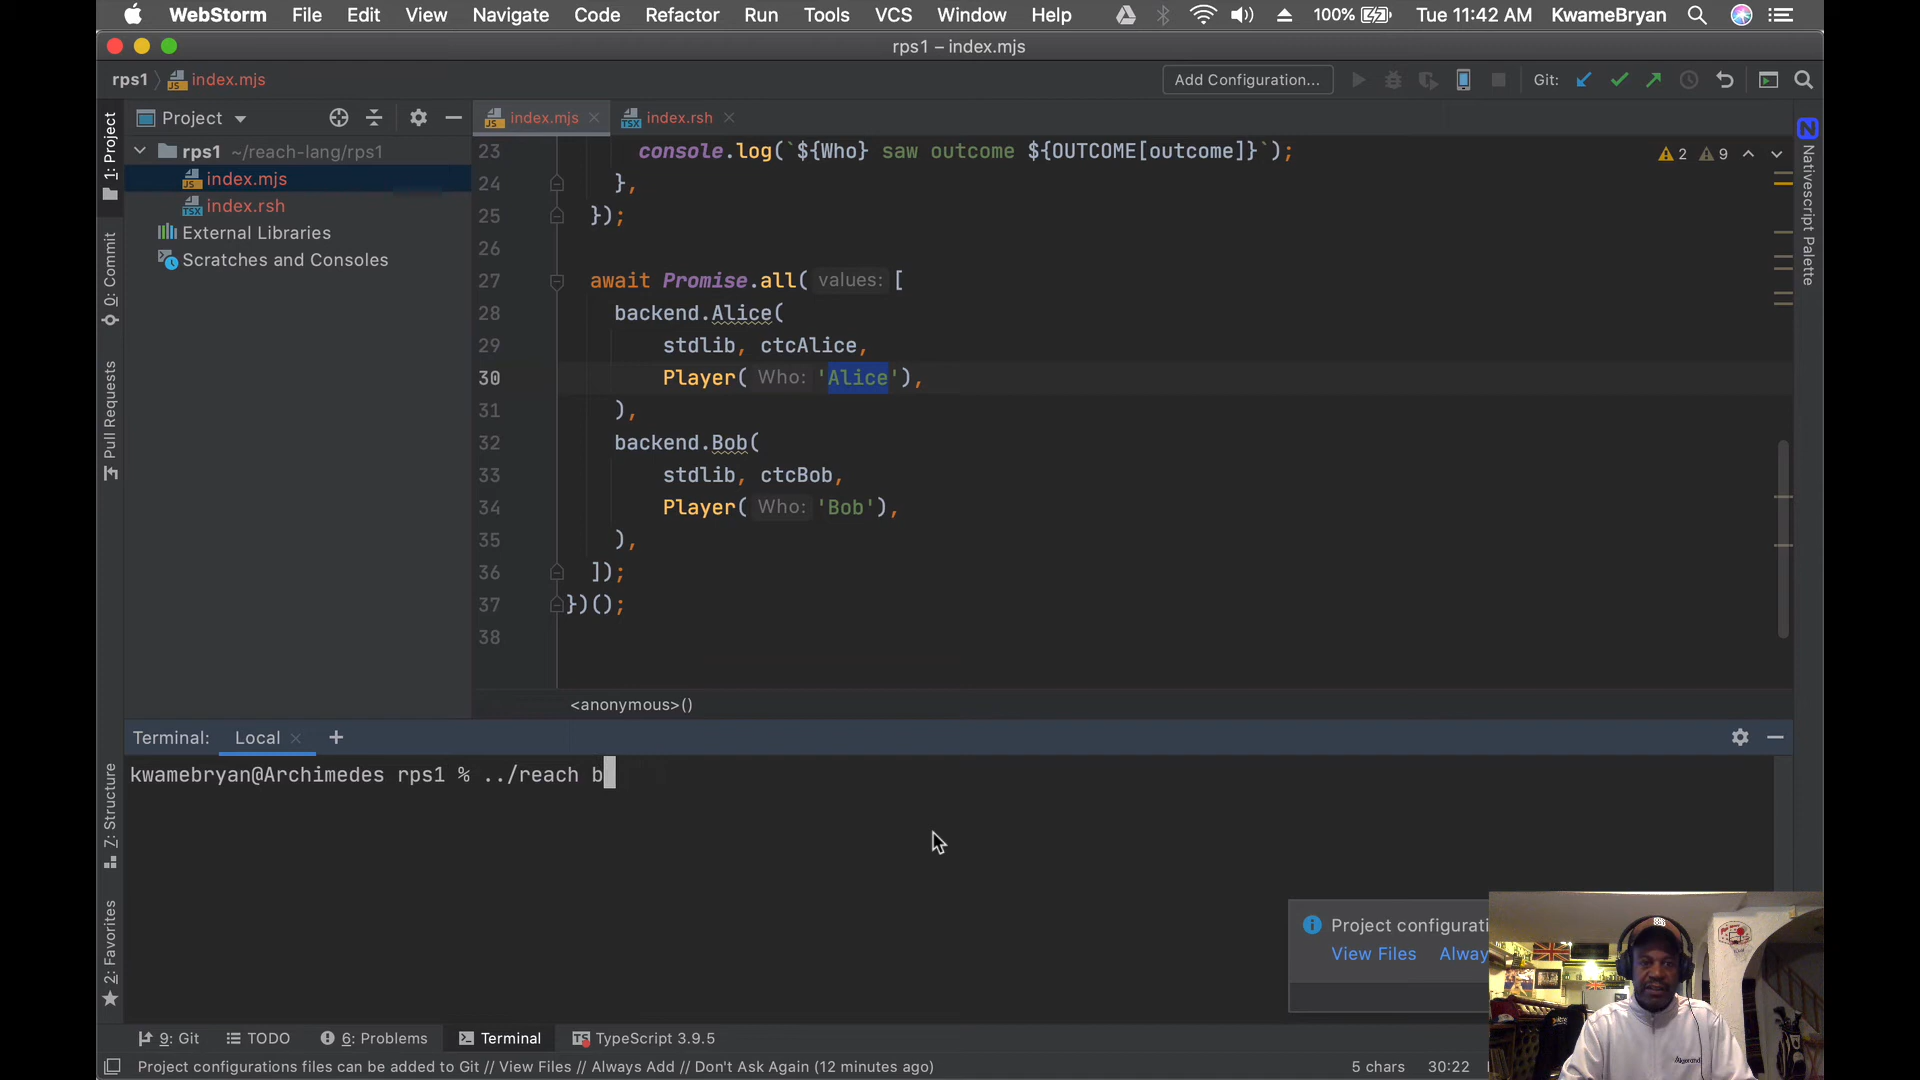 WebStorm File Edit View Navigate Code Refactor Run Tools VCS Window Help 100% Tue 11:42 AM KwameBryan
rps1 – index.mjs
rps1 index.mjs Add Configuration... Git:
Project index.mjs index.rsh
1: Project
0: Commit
Pull Requests
7: Structure
2: Favorites
Nativescript Palette
rps1 ~/reach-lang/rps1
index.mjs
index.rsh
External Libraries
Scratches and Consoles
2 9
23 console.log(`${Who} saw outcome ${OUTCOME[outcome]}`);
24 },
25 });
26
27 await Promise.all( values: [
28 backend.Alice(
29 stdlib, ctcAlice,
30 Player( Who: 'Alice'),
31 ),
32 backend.Bob(
33 stdlib, ctcBob,
34 Player( Who: 'Bob'),
35 ),
36 ]);
37 })();
38
<anonymous>()
Terminal: Local
kwamebryan@Archimedes rps1 % ../reach b
Project configurati
View Files Alway
9: Git TODO 6: Problems Terminal TypeScript 3.9.5
Project configurations files can be added to Git // View Files // Always Add // Don't Ask Again (12 minutes ago) 5 chars 30:22